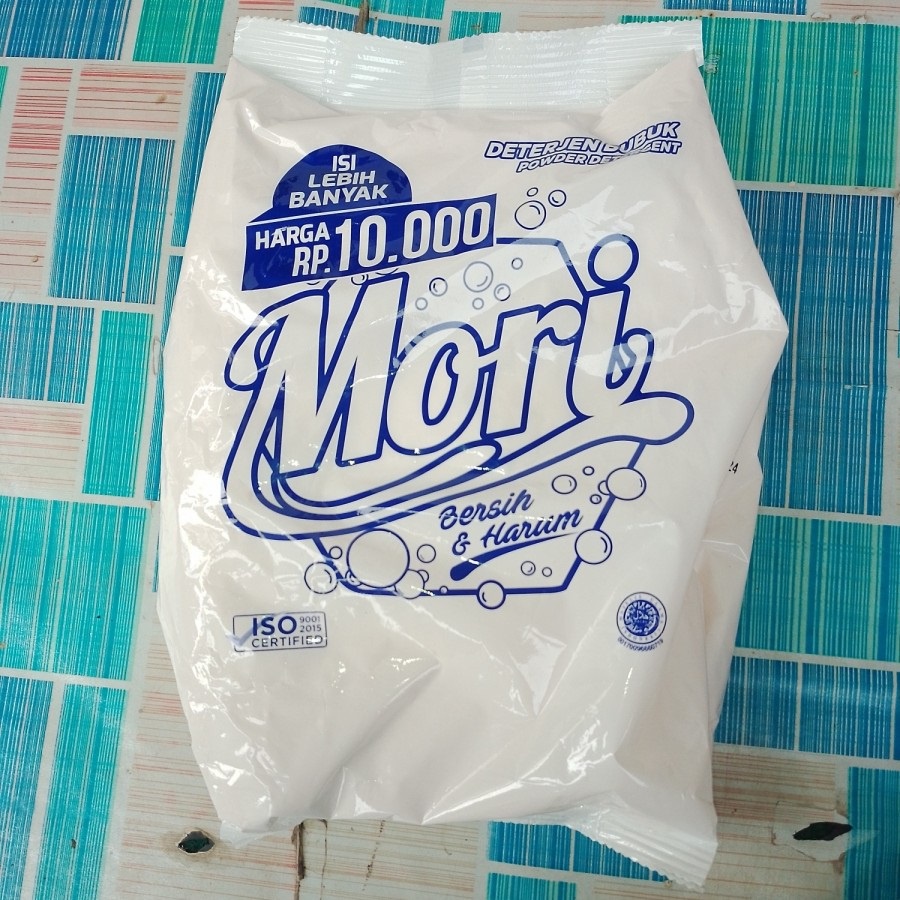 ISI
LEBIH
BANYAK
HARGA
RP.10.000
DETERJEN BUBUK
POWDER DETERGENT
Mori
Bersih
& Harum
ISO 9001
2015
CERTIFIED